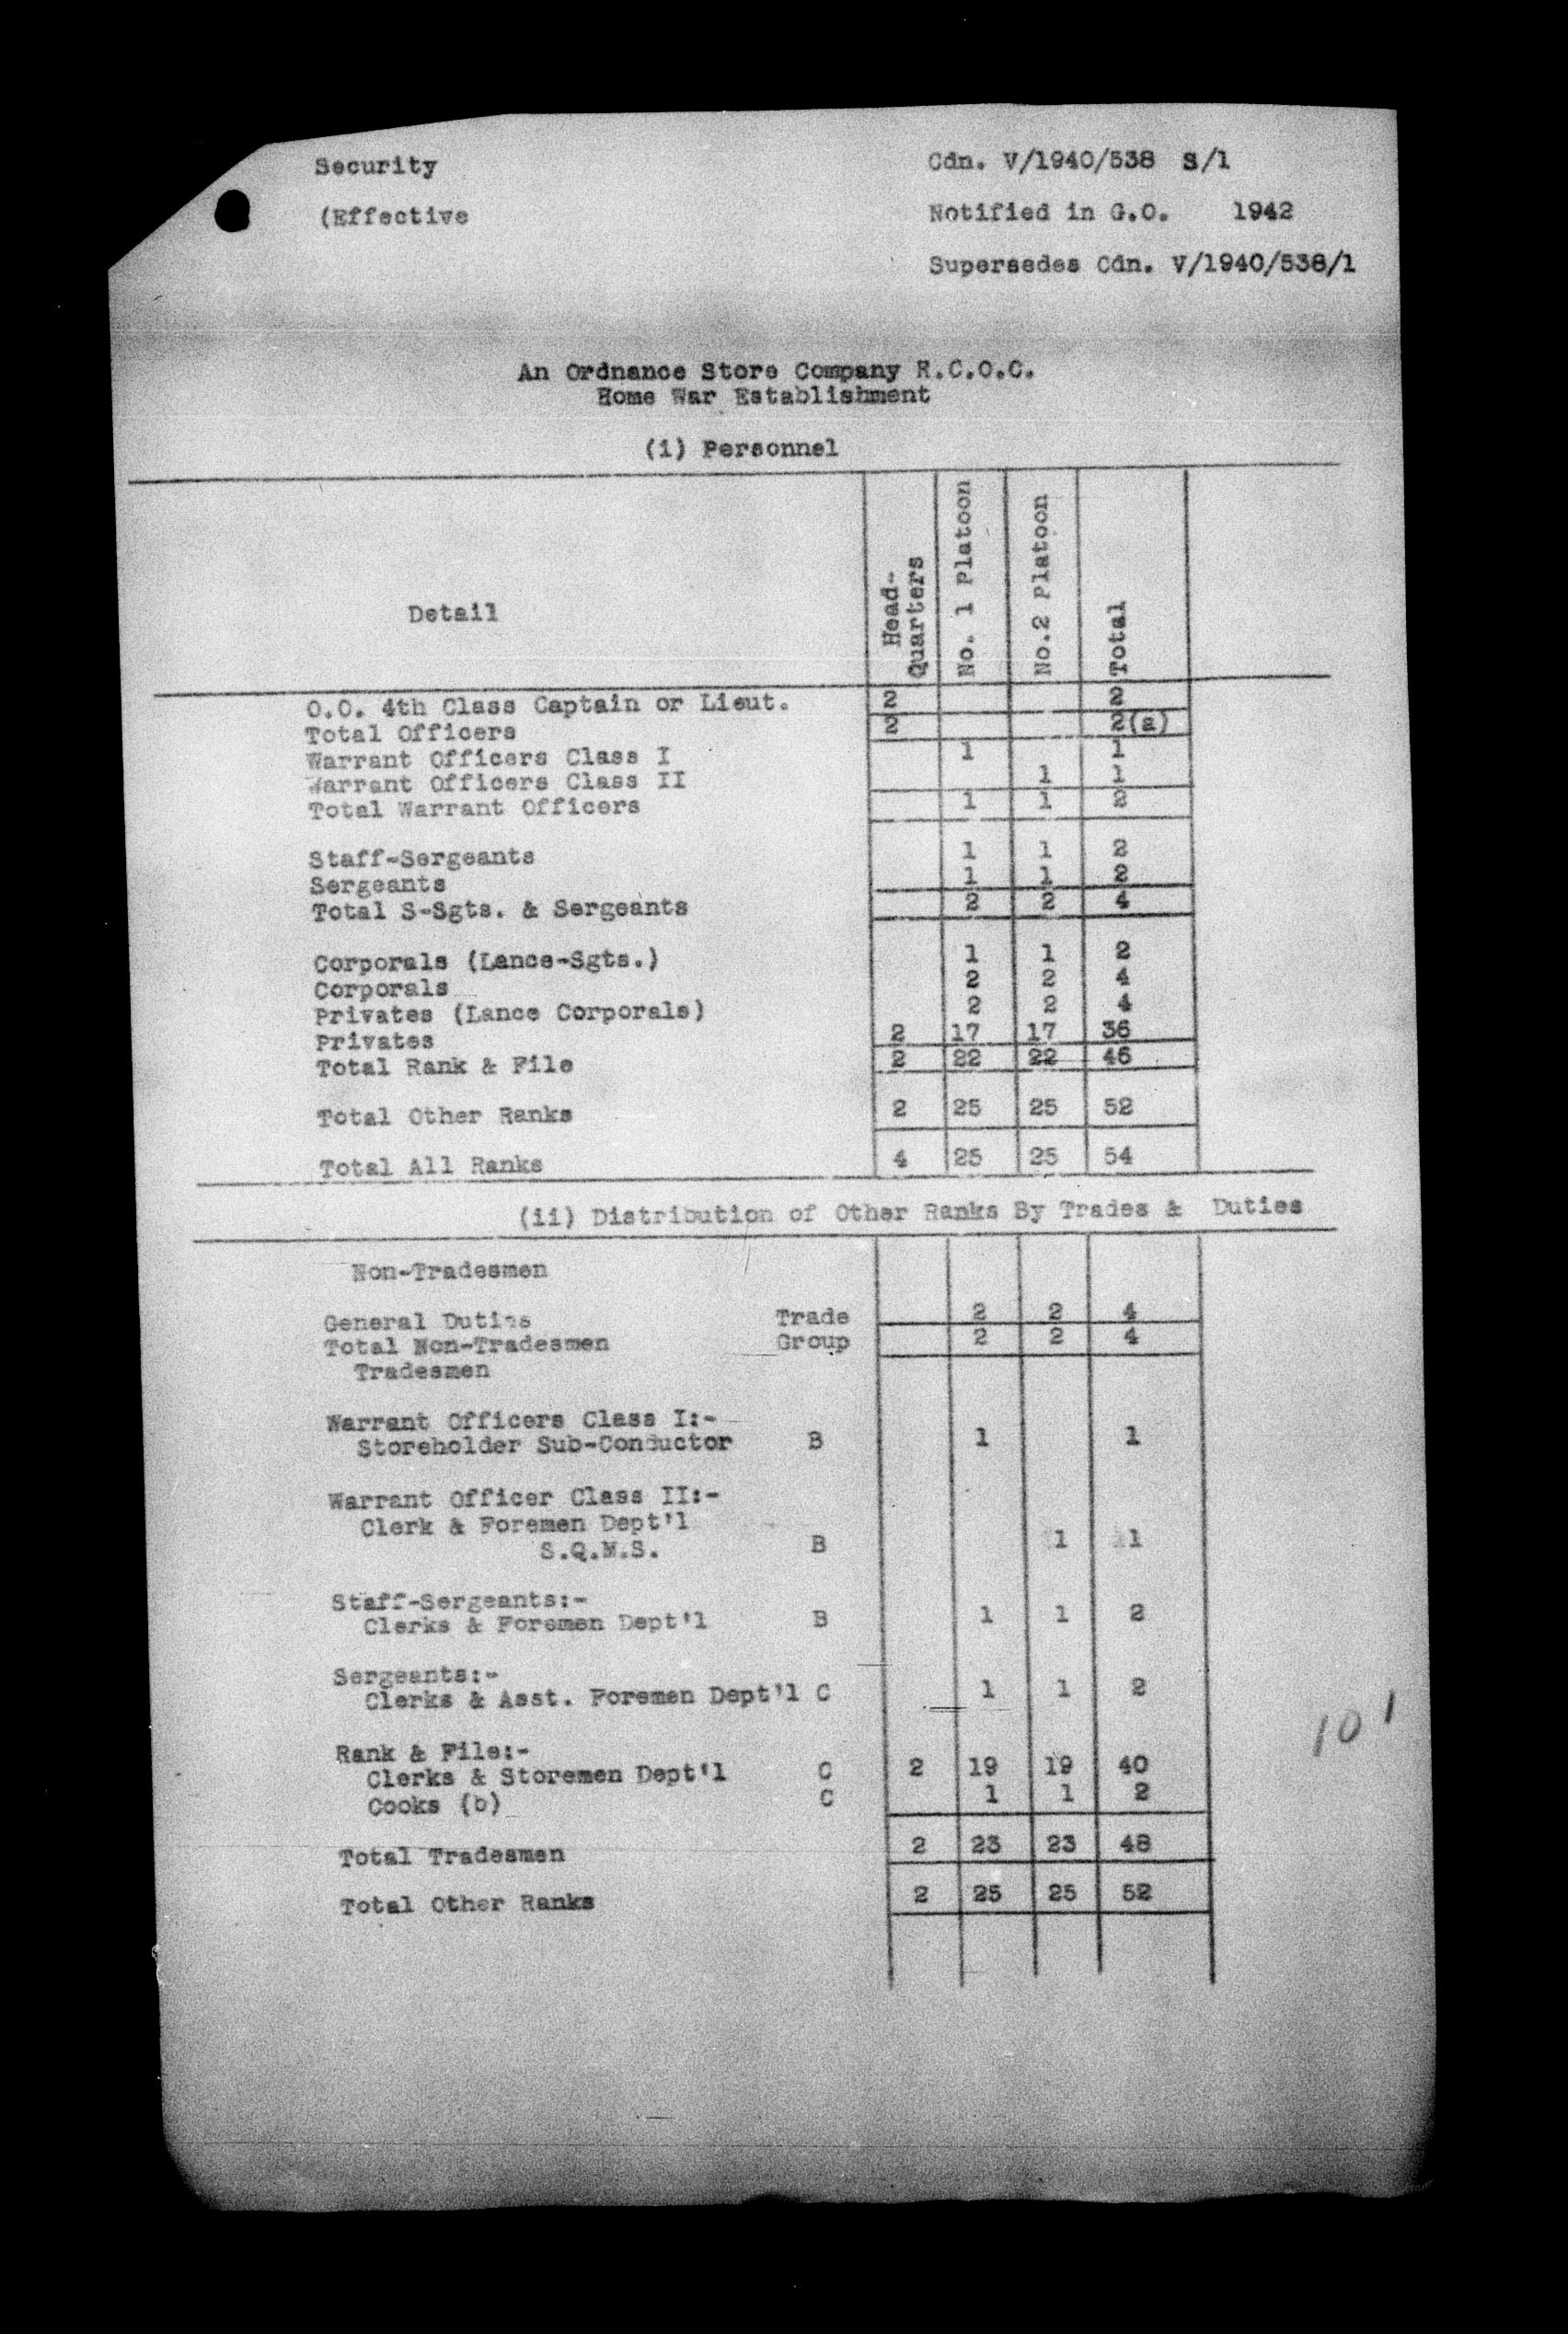 Security
Cdn. V/1940/538 S/1
(Effective
Notified in G.O. 1942
Supersedes Cdn. V/1940/538/1
An Ordnance Store Company R.C.O.C.
Home War Establishment
(i) Personnel
Detail Head-Quarters No. 1 Platoon No.2 Platoon Total
O.O. 4th Class Captain or Lieut. 2 2
Total Officers 2 2(a)
Warrant Officers Class I 1 1
Warrant Officers Class II 1 1
Total Warrant Officers 1 1 2
Staff-Sergeants 1 1 2
Sergeants 1 1 2
Total S-Sgts. & Sergeants 2 2 4
Corporals (Lance-Sgts.) 1 1 2
Corporals 2 2 4
Privates (Lance Corporals) 2 2 4
Privates 2 17 17 36
Total Rank & File 2 22 22 46
Total Other Ranks 2 25 25 52
Total All Ranks 4 25 25 54
(ii) Distribution of Other Ranks By Trades & Duties
Non-Tradesmen
General Duties Trade 2 2 4
Total Non-Tradesmen Group 2 2 4
Tradesmen
Warrant Officers Class I:-
Storeholder Sub-Conductor B 1 1
Warrant Officer Class II:-
Clerk & Foremen Dept'l
S.Q.M.S. B 1 1
Staff-Sergeants:-
Clerks & Foremen Dept'l B 1 1 2
Sergeants:-
Clerks & Asst. Foremen Dept'l C 1 1 2
101
Rank & File:-
Clerks & Storemen Dept'l C 2 19 19 40
Cooks (b) C 1 1 2
Total Tradesmen 2 23 23 48
Total Other Ranks 2 25 25 52